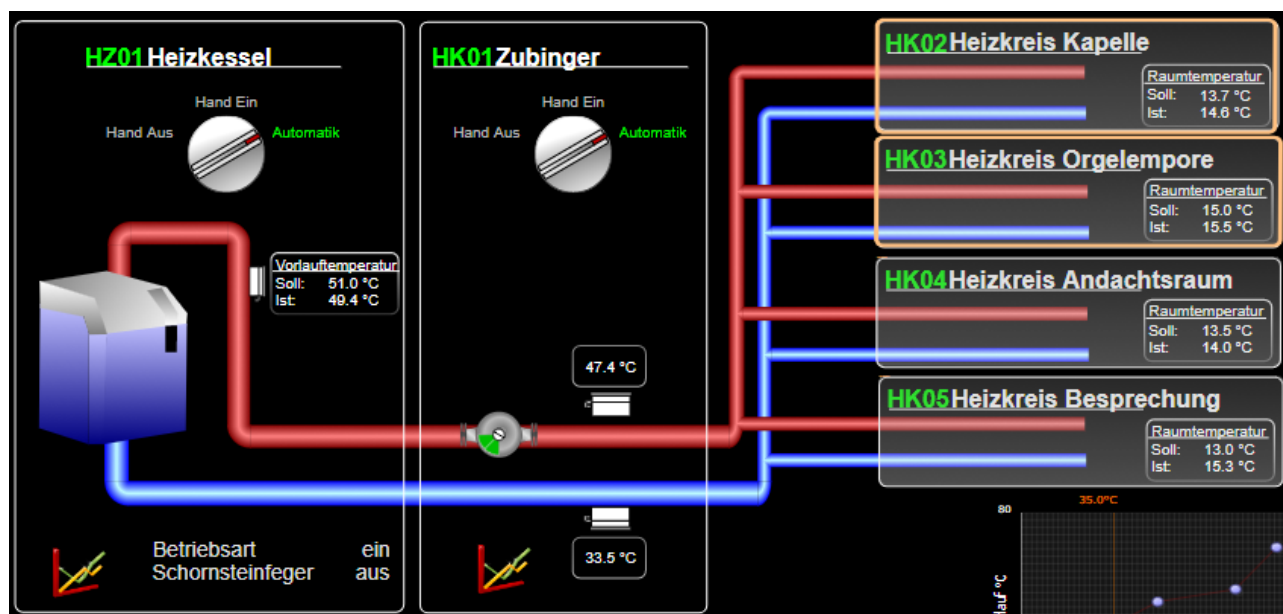 HZ01 Heizkessel
Hand Ein
Hand Aus
Automatik
Vorlauftemperatur
Soll: 51.0 °C
Ist: 49.4 °C
Betriebsart ein
Schornsteinfeger aus
HK01 Zubinger
Hand Ein
Hand Aus
Automatik
47.4 °C
33.5 °C
HK02 Heizkreis Kapelle
Raumtemperatur
Soll: 13.7 °C
Ist: 14.6 °C
HK03 Heizkreis Orgelempore
Raumtemperatur
Soll: 15.0 °C
Ist: 15.5 °C
HK04 Heizkreis Andachtsraum
Raumtemperatur
Soll: 13.5 °C
Ist: 14.0 °C
HK05 Heizkreis Besprechung
Raumtemperatur
Soll: 13.0 °C
Ist: 15.3 °C
35.0°C
80
lauf °C